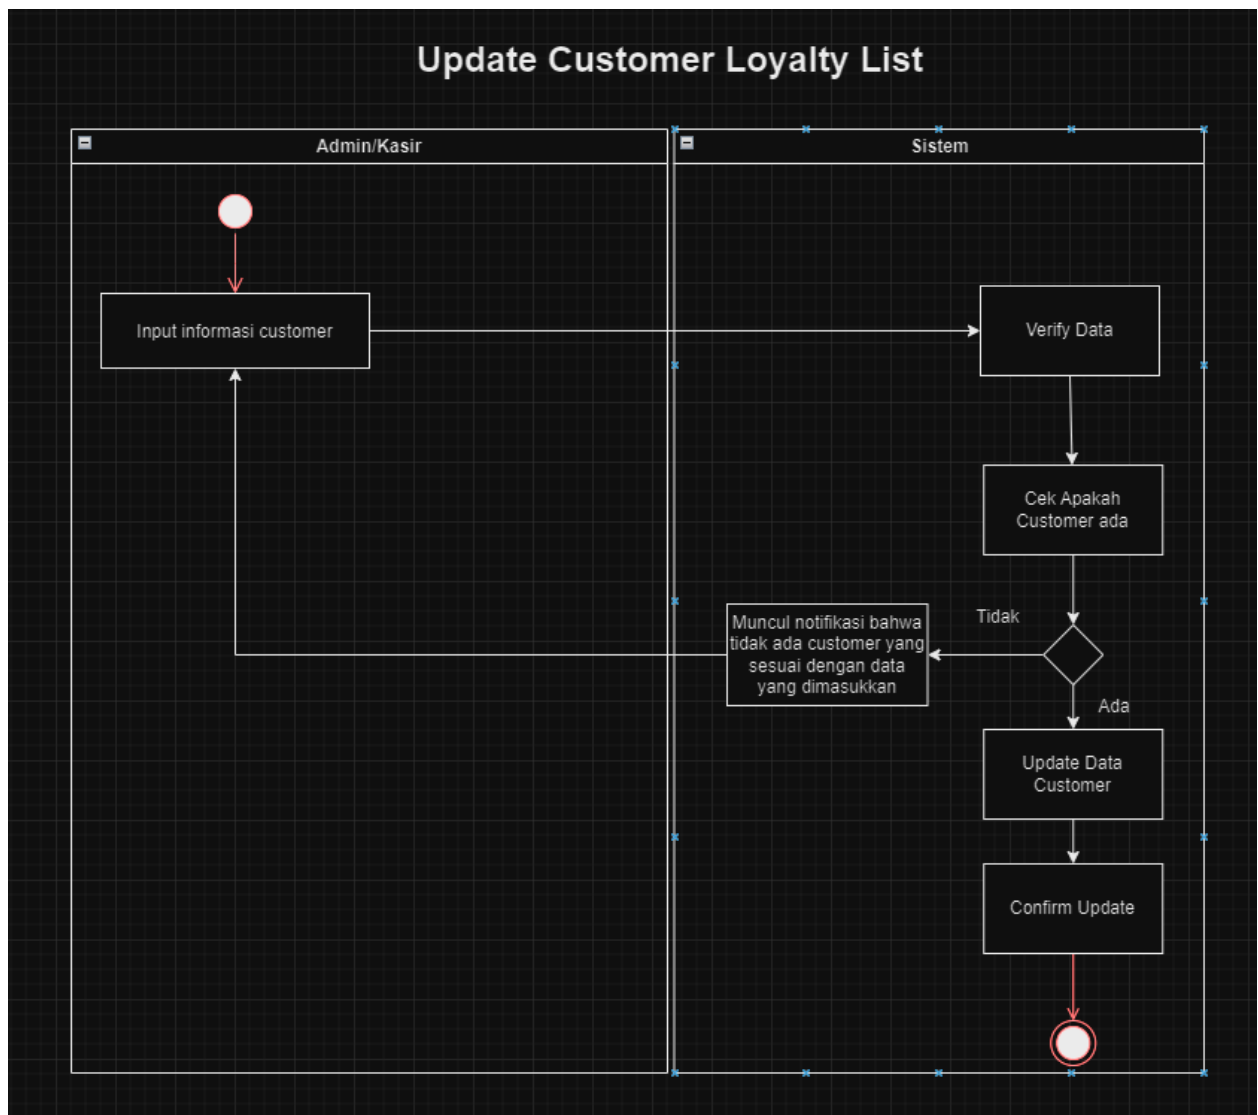 Update Customer Loyalty List
Admin/Kasir
Sistem
Input informasi customer
Verify Data
Cek Apakah
Customer ada
Tidak
Muncul notifikasi bahwa
tidak ada customer yang
sesuai dengan data
yang dimasukkan
Ada
Update Data
Customer
Confirm Update